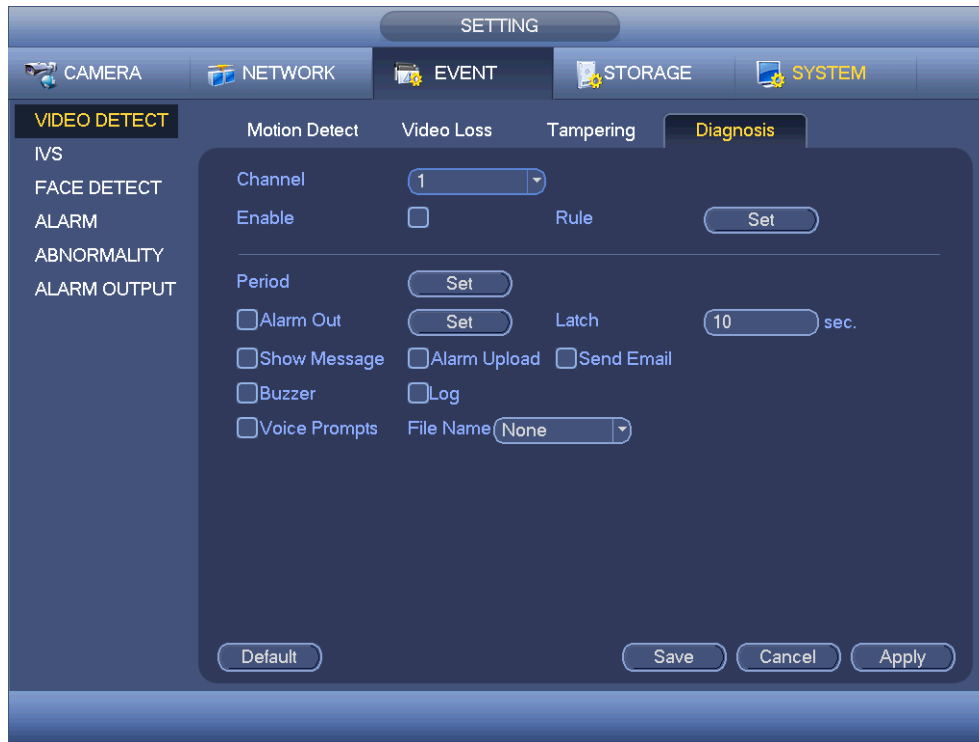 SETTING
CAMERA NETWORK EVENT STORAGE SYSTEM
VIDEO DETECT
IVS
FACE DETECT
ALARM
ABNORMALITY
ALARM OUTPUT
Motion Detect Video Loss Tampering Diagnosis
Channel 1
Enable Rule Set
Period Set
Alarm Out Set Latch 10 sec.
Show Message Alarm Upload Send Email
Buzzer Log
Voice Prompts File Name None
Default Save Cancel Apply